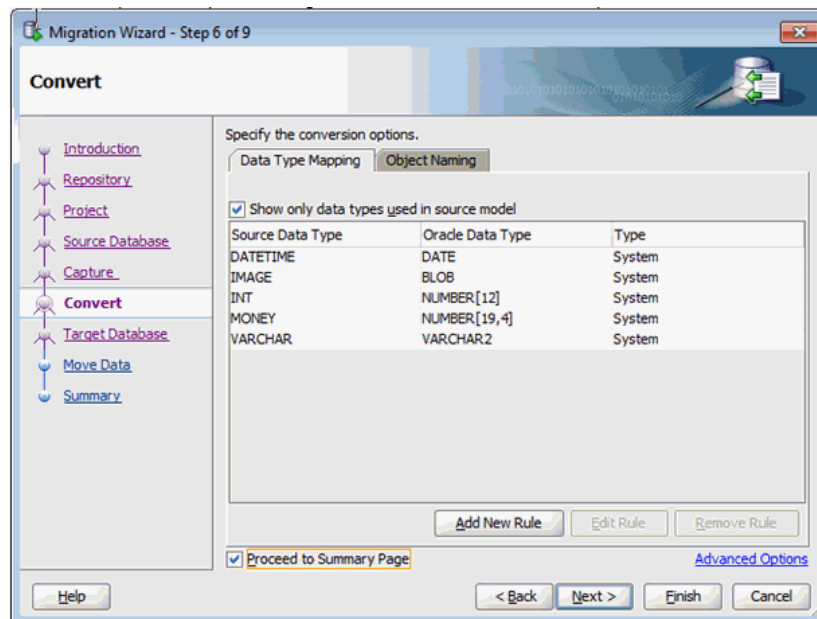 Migration Wizard - Step 6 of 9
Convert
Introduction
Repository
Project
Source Database
Capture
Convert
Target Database
Move Data
Summary
Specify the conversion options.
Data Type Mapping Object Naming
Show only data types used in source model
Source Data Type Oracle Data Type Type
DATETIME DATE System
IMAGE BLOB System
INT NUMBER[12] System
MONEY NUMBER[19,4] System
VARCHAR VARCHAR2 System
Add New Rule Edit Rule Remove Rule
Proceed to Summary Page Advanced Options
Help < Back Next > Finish Cancel